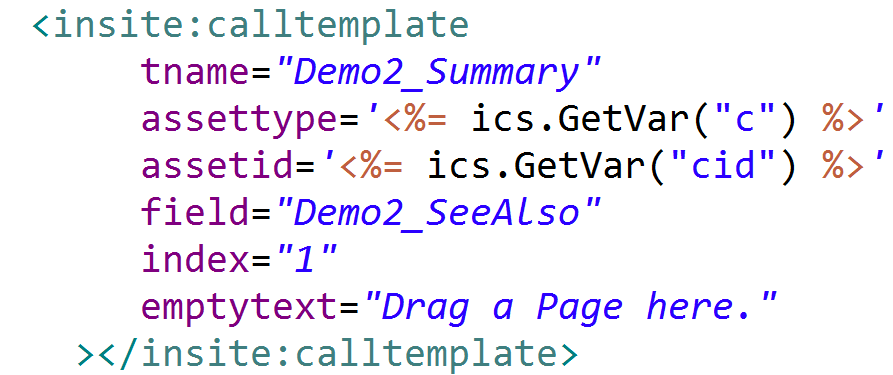 <insite:calltemplate
tname="Demo2_Summary"
assettype='<%= ics.GetVar("c") %>'
assetid='<%= ics.GetVar("cid") %>'
field="Demo2_SeeAlso"
index="1"
emptytext="Drag a Page here."
></insite:calltemplate>